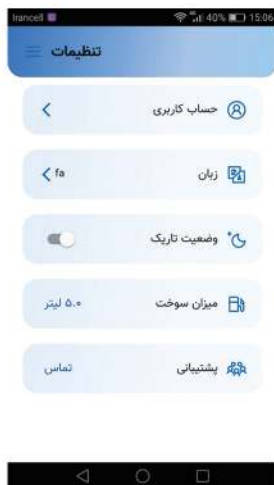 Irancell 40% 15:06
تنظیمات
حساب کاربری
زبان fa
وضعیت تاریک
میزان سوخت ۵.۰ لیتر
پشتیبانی تماس